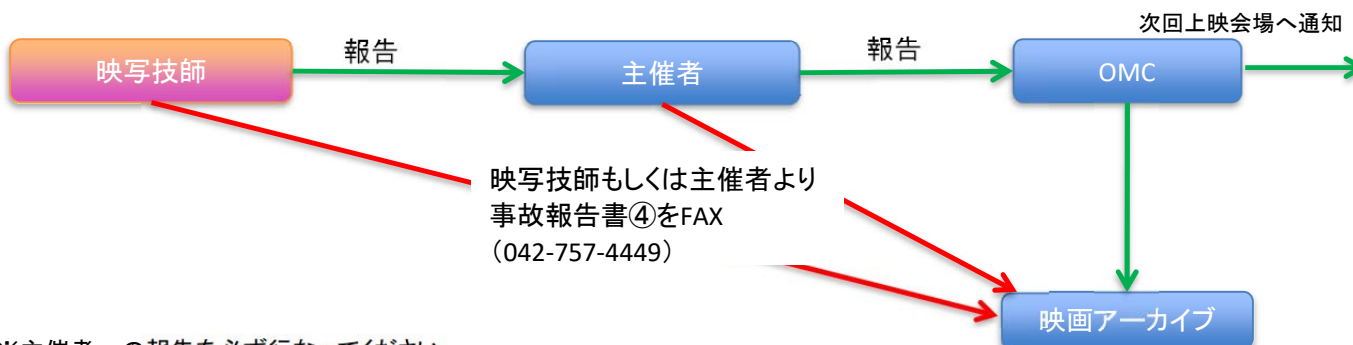 次回上映会場へ通知
映写技師
報告
主催者
報告
OMC
映写技師もしくは主催者より
事故報告書④をFAX
（042-757-4449）
映画アーカイブ